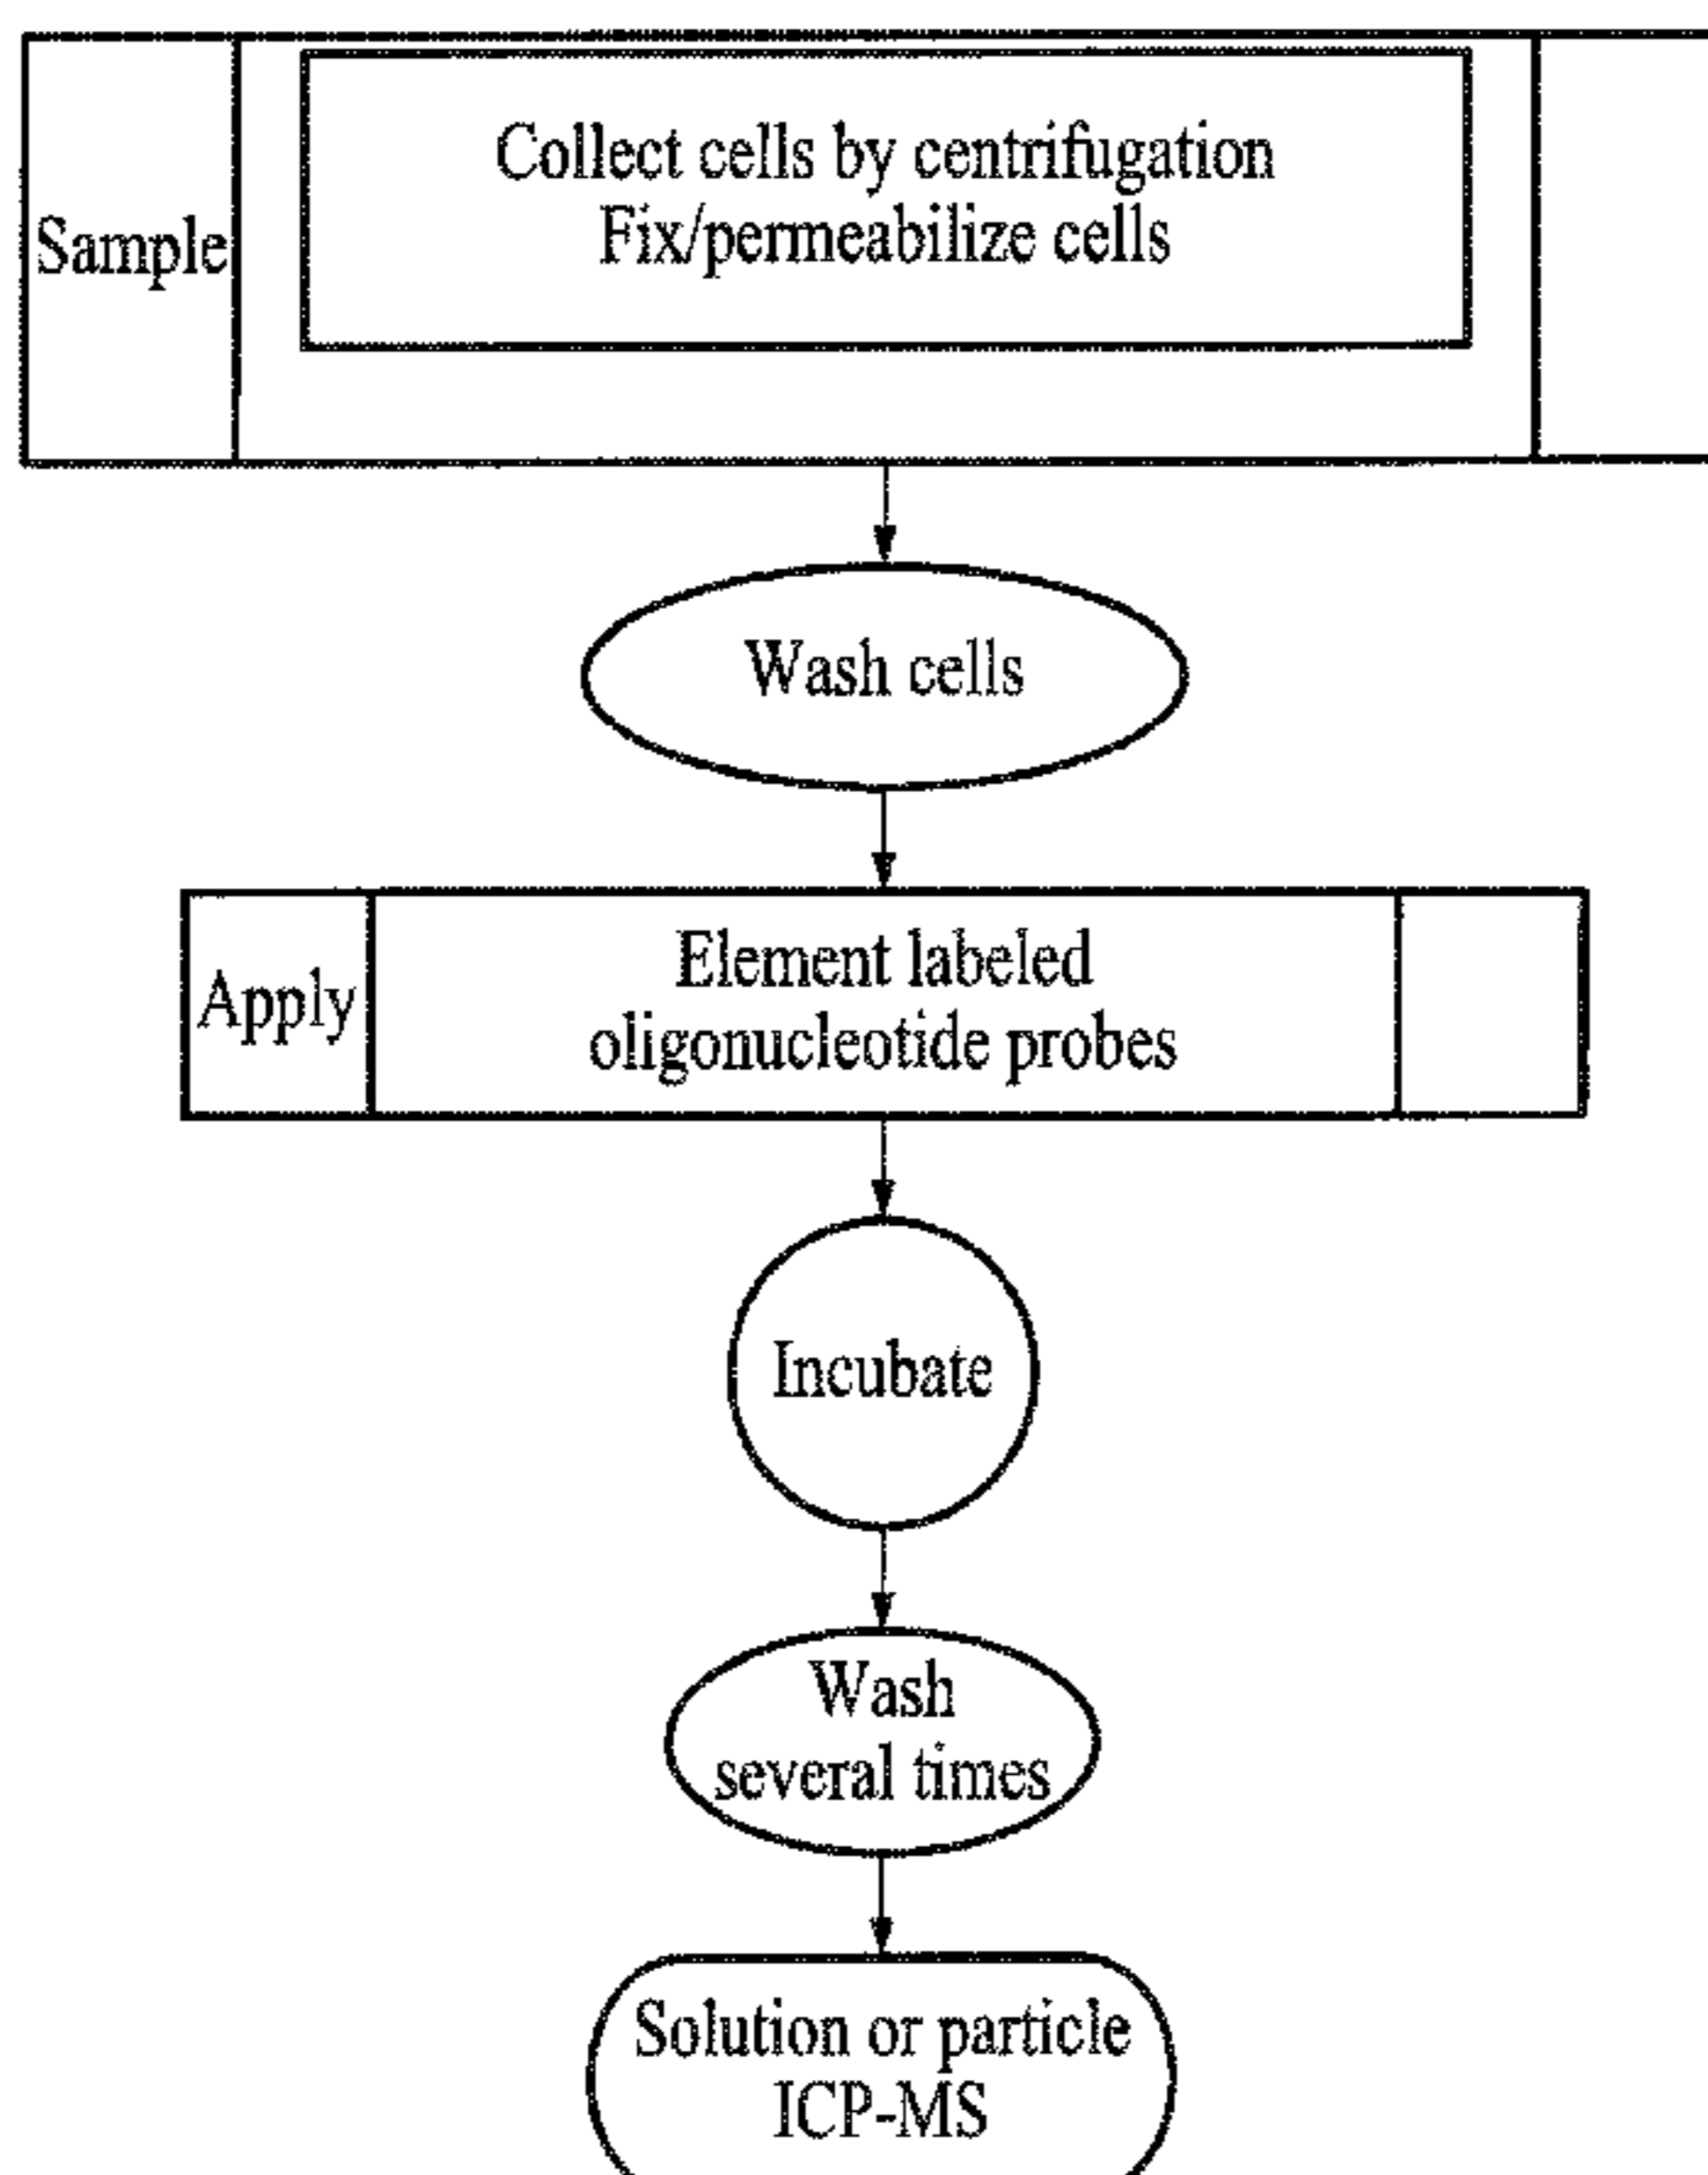 Sample
Collect cells by centrifugation
Fix/permeabilize cells
Wash cells
Apply
Element labeled
oligonucleotide probes
Incubate
Wash
several times
Solution or particle
ICP-MS